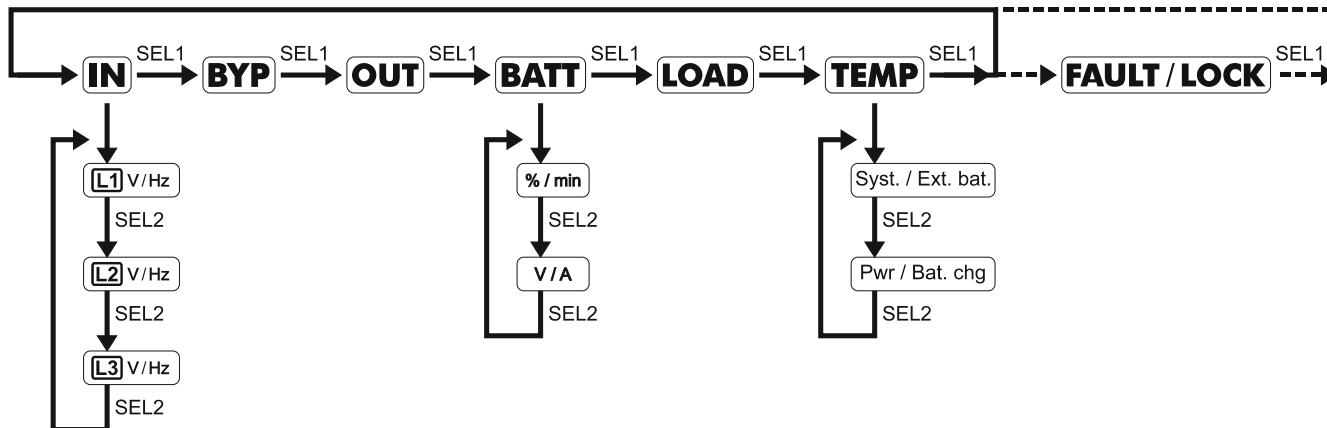 SEL1 SEL1 SEL1 SEL1 SEL1 SEL1 SEL1
IN BYP OUT BATT LOAD TEMP FAULT / LOCK
L1 V/Hz % / min Syst. / Ext. bat.
SEL2 SEL2 SEL2
L2 V/Hz V / A Pwr / Bat. chg
SEL2 SEL2 SEL2
L3 V/Hz
SEL2